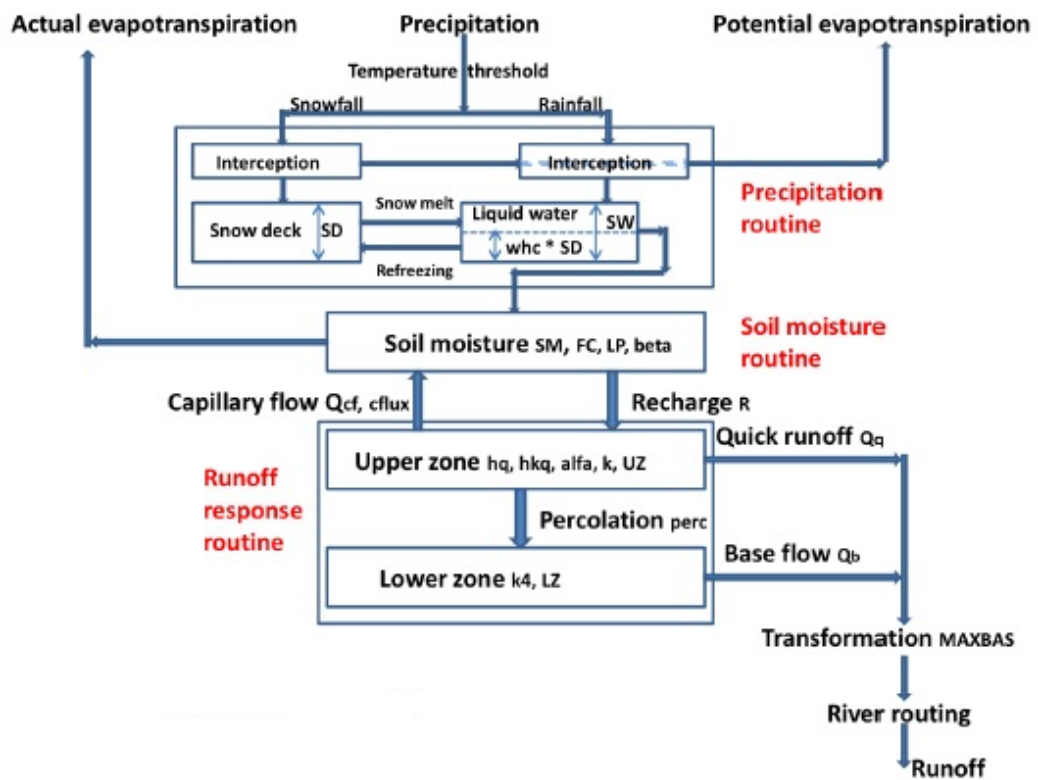 Actual evapotranspiration
Precipitation
Potential evapotranspiration
Temperature threshold
Snowfall
Rainfall
Interception
Interception
Precipitation
routine
Snow deck SD
Snow melt
Liquid water
SW
whc * SD
Refreezing
Soil moisture SM, FC, LP, beta
Soil moisture
routine
Capillary flow Qcf, cflux
Recharge R
Quick runoff Qq
Upper zone hq, hkq, alfa, k, UZ
Runoff
response
routine
Percolation perc
Base flow Qb
Lower zone k4, LZ
Transformation MAXBAS
River routing
Runoff